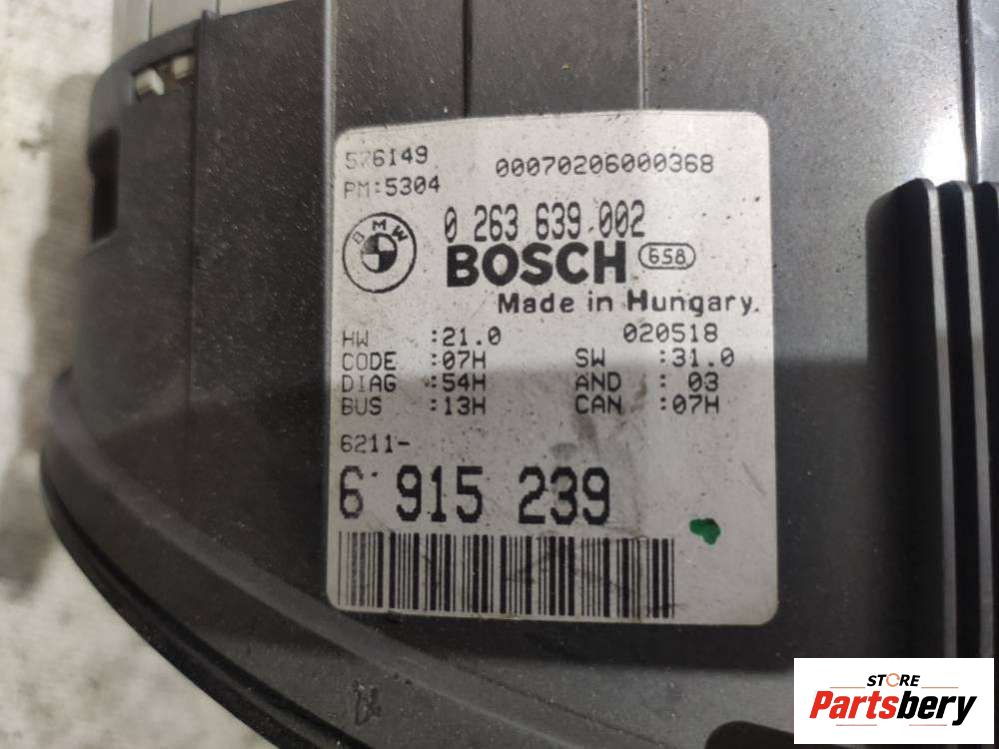 576149 00070206000368
PM:5304
BMW
0 263 639 002
BOSCH 658
Made in Hungary.
HW :21.0 020518
CODE :07H SW :31.0
DIAG :54H AND : 03
BUS :13H CAN :07H
6211-
6 915 239
STORE
Partsbery